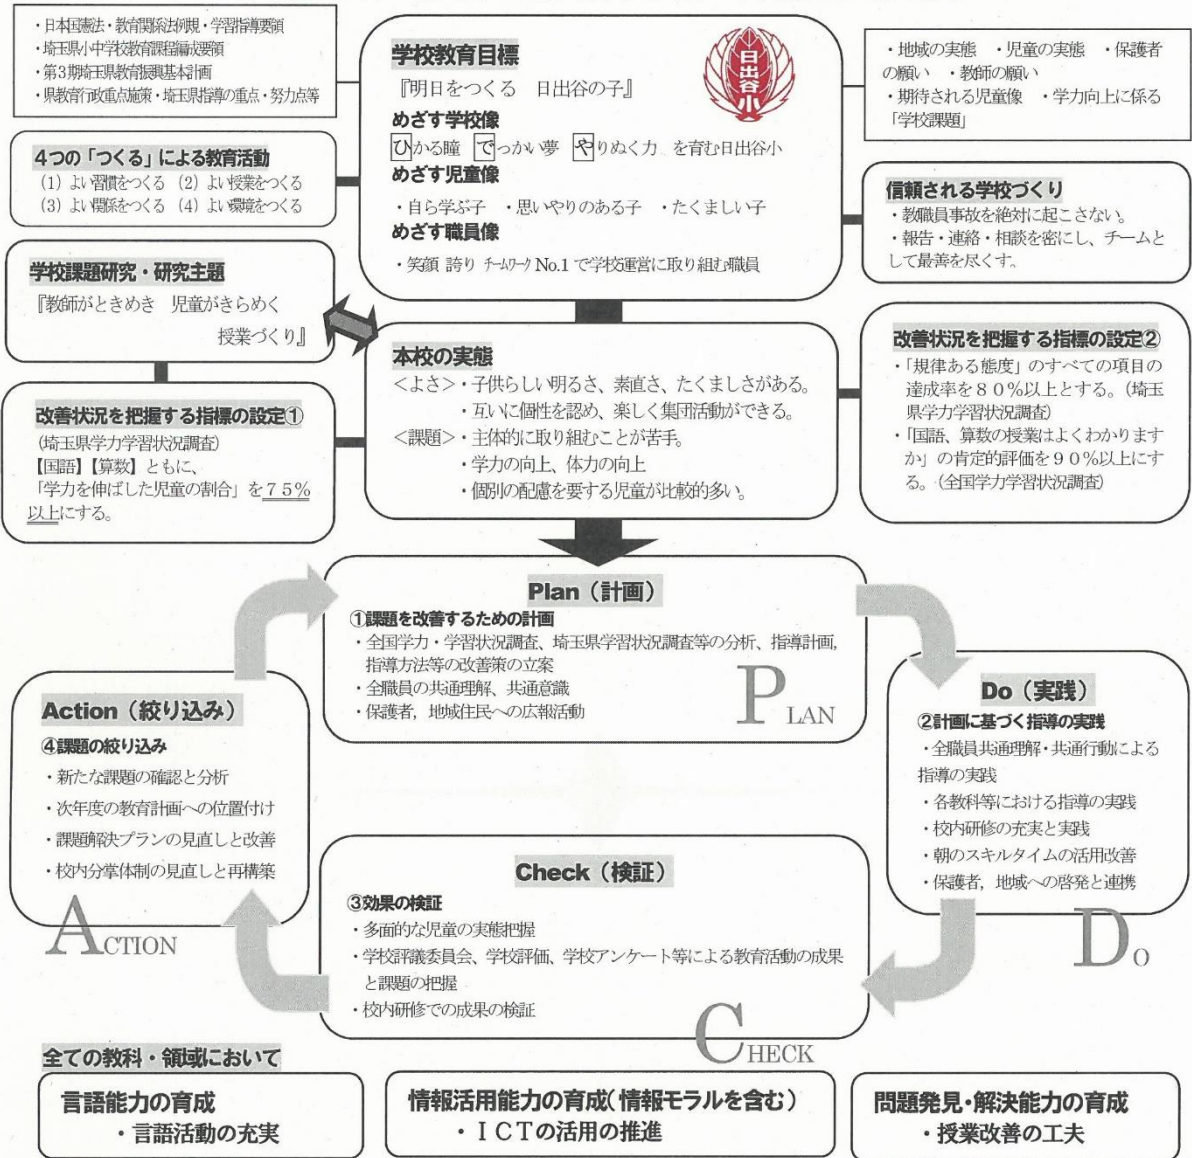 ・日本国憲法・教育関係法例規・学習指導要領
・埼玉県小中学校教育課程編成要領
・第3期埼玉県教育振興基本計画
・県教育行政重点施策・埼玉県指導の重点・努力点等
学校教育目標
『明日をつくる 日出谷の子』
めざす学校像
ひかる瞳 でっかい夢 やりぬく力 を育む日出谷小
めざす児童像
・自ら学ぶ子 ・思いやりのある子 ・たくましい子
めざす職員像
・笑顔 誇り チームワーク No.1 で学校運営に取り組む職員
日出谷小
・地域の実態 ・児童の実態 ・保護者
の願い ・教師の願い
・期待される児童像 ・学力向上に係る
「学校課題」
4つの「つくる」による教育活動
(1) よい習慣をつくる (2) よい授業をつくる
(3) よい関係をつくる (4) よい環境をつくる
信頼される学校づくり
・教職員事故を絶対に起こさない。
・報告・連絡・相談を密にし、チームと
して最善を尽くす。
学校課題研究・研究主題
『教師がときめき 児童がきらめく
授業づくり』
本校の実態
<よさ>・子供らしい明るさ、素直さ、たくましさがある。
・互いに個性を認め、楽しく集団活動ができる。
<課題>・主体的に取り組むことが苦手。
・学力の向上、体力の向上
・個別の配慮を要する児童が比較的多い。
改善状況を把握する指標の設定①
(埼玉県学力学習状況調査)
【国語】【算数】ともに、
「学力を伸ばした児童の割合」を75%
以上にする。
改善状況を把握する指標の設定②
・「規律ある態度」のすべての項目の
達成率を80%以上とする。(埼玉
県学力学習状況調査)
・「国語、算数の授業はよくわかります
か」の肯定的評価を90%以上にす
る。(全国学力学習状況調査)
Plan(計画)
①課題を改善するための計画
・全国学力・学習状況調査、埼玉県学習状況調査等の分析、指導計画,
指導方法等の改善策の立案
・全職員の共通理解、共通意識
・保護者,地域住民への広報活動
PLAN
Do(実践)
②計画に基づく指導の実践
・全職員共通理解・共通行動による
指導の実践
・各教科等における指導の実践
・校内研修の充実と実践
・朝のスキルタイムの活用改善
・保護者,地域への啓発と連携
DO
Check(検証)
③効果の検証
・多面的な児童の実態把握
・学校評議委員会、学校評価、学校アンケート等による教育活動の成果
と課題の把握
・校内研修での成果の検証
CHECK
Action(絞り込み)
④課題の絞り込み
・新たな課題の確認と分析
・次年度の教育計画への位置付け
・課題解決プランの見直しと改善
・校内分掌体制の見直しと再構築
ACTION
全ての教科・領域において
言語能力の育成
・言語活動の充実
情報活用能力の育成(情報モラルを含む)
・ICTの活用の推進
問題発見・解決能力の育成
・授業改善の工夫